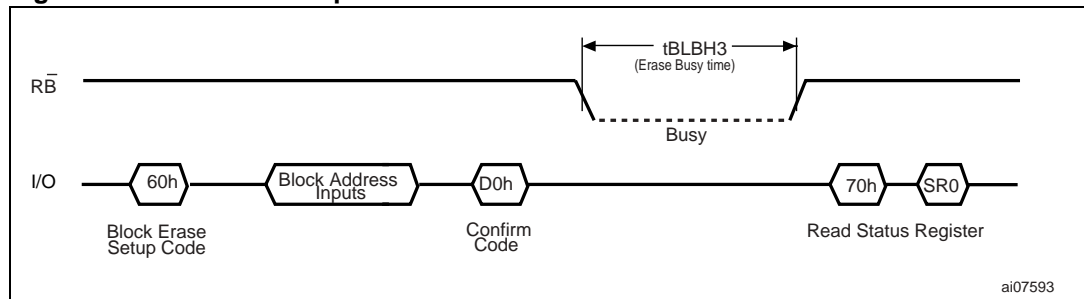 tBLBH3
(Erase Busy time)
RB̅
Busy
I/O
60h
Block Address
Inputs
D0h
70h
SR0
Block Erase
Setup Code
Confirm
Code
Read Status Register
ai07593